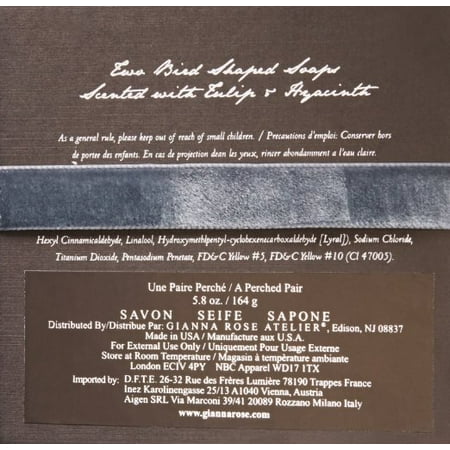 Two Bird Shaped Soaps
Scented with Tulip & Hyacinth
As a general rule, please keep out of reach of small children. / Précautions d'emploi: Conserver hors
de portee des enfants. En cas de projection dean les yeux, rincer abondamment a l'eau claire.
Hexyl Cinnamicaldehyde, Linalool, Hydroxymethlpentyl-cyclohexenecarboxaldehyde [Lyral]), Sodium Chloride,
Titanium Dioxide, Pentasodium Penetate, FD&C Yellow #5, FD&C Yellow #10 (CI 47005).
Une Paire Perché / A Perched Pair
5.8 oz. / 164 g
SAVON SEIFE SAPONE
Distributed By/Distribue Par: GIANNA ROSE ATELIER®, Edison, NJ 08837
Made in USA / Manufacture aux U.S.A.
For External Use Only / Uniquement Pour Usage Externe
Store at Room Temperature / Magasin à température ambiante
London ECIV 4PY NBC Apparel WD17 1TX
Imported by: D.F.T.E. 26-32 Rue des Frères Lumière 78190 Trappes France
Inez Karolinengasse 25/13 A1040 Vienna, Austria
Aigen SRL Via Marconi 39/41 20089 Rozzano Milano Italy
www.giannarose.com